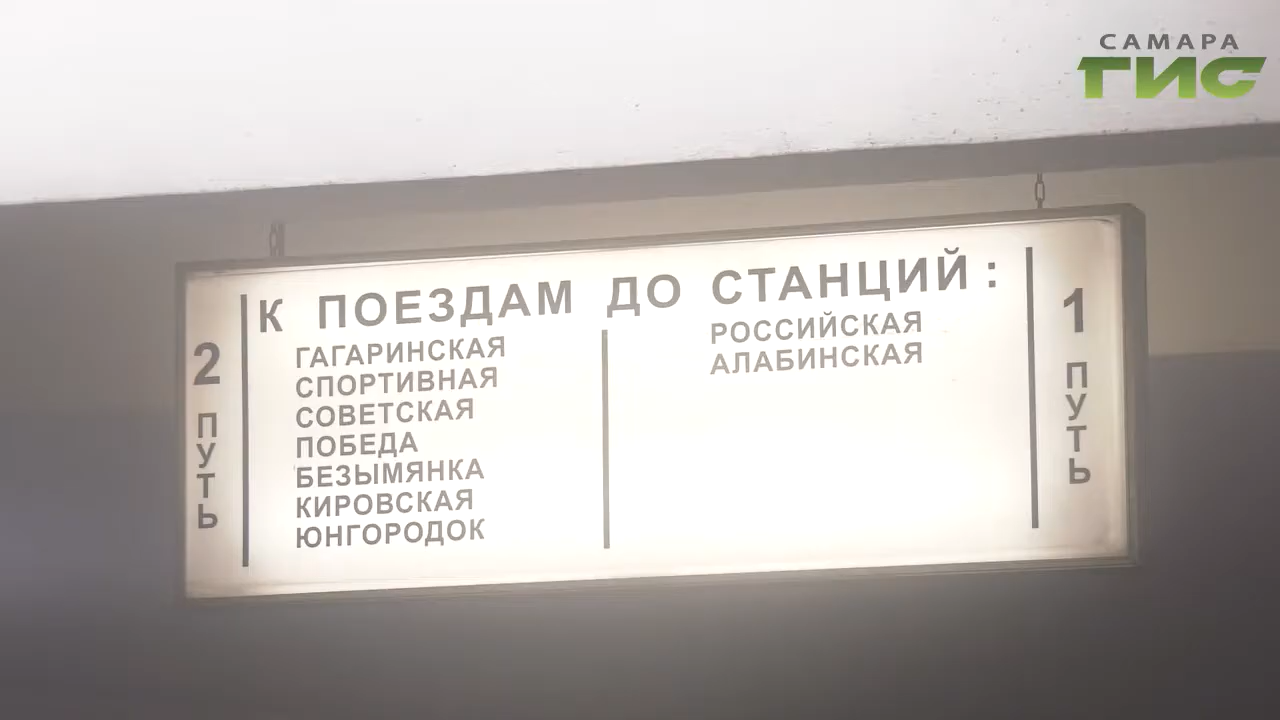 САМАРА
ГИС
К ПОЕЗДАМ ДО СТАНЦИЙ :
2 ПУТЬ
ГАГАРИНСКАЯ
СПОРТИВНАЯ
СОВЕТСКАЯ
ПОБЕДА
БЕЗЫМЯНКА
КИРОВСКАЯ
ЮНГОРОДОК
РОССИЙСКАЯ
АЛАБИНСКАЯ
1 ПУТЬ